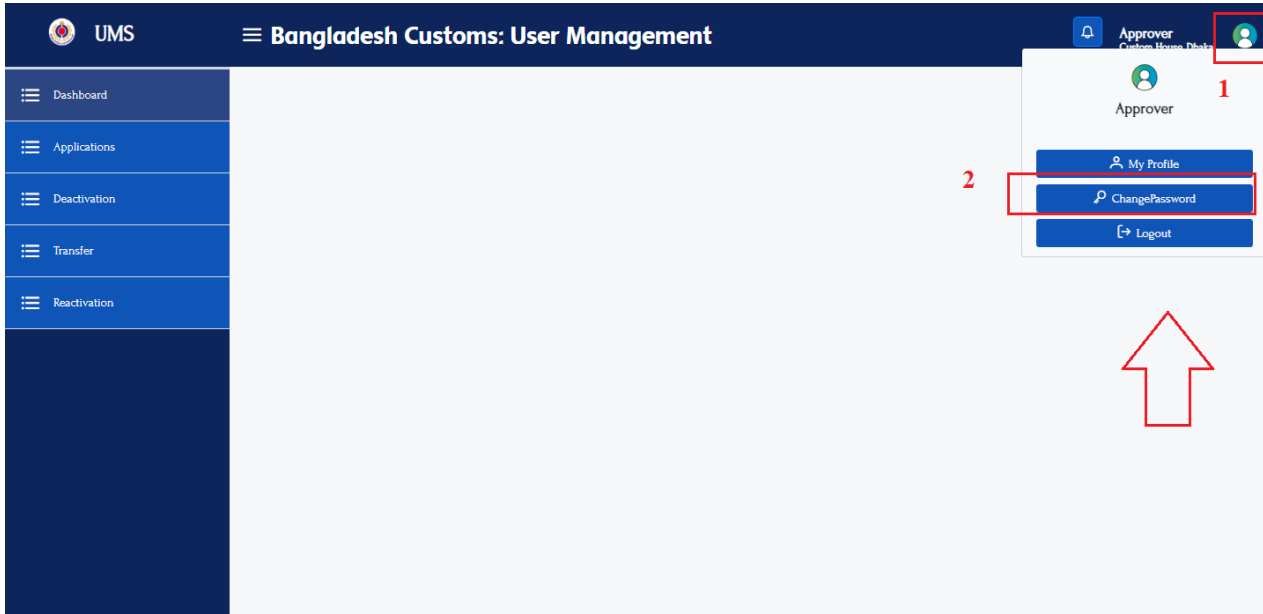 UMS
Bangladesh Customs: User Management
Approver
Custom House, Dhaka
1
Approver
Dashboard
Applications
My Profile
2
Deactivation
ChangePassword
Transfer
Logout
Reactivation